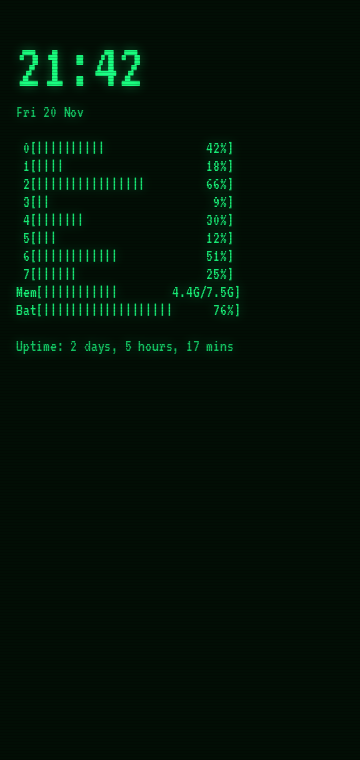 21:42
Fri 20 Nov
0[|||||||||| 42%]
1[|||| 18%]
2[|||||||||||||||| 66%]
3[|| 9%]
4[||||||| 30%]
5[||| 12%]
6[|||||||||||| 51%]
7[|||||| 25%]
Mem[||||||||||| 4.4G/7.5G]
Bat[||||||||||||||||||| 76%]
Uptime: 2 days, 5 hours, 17 mins